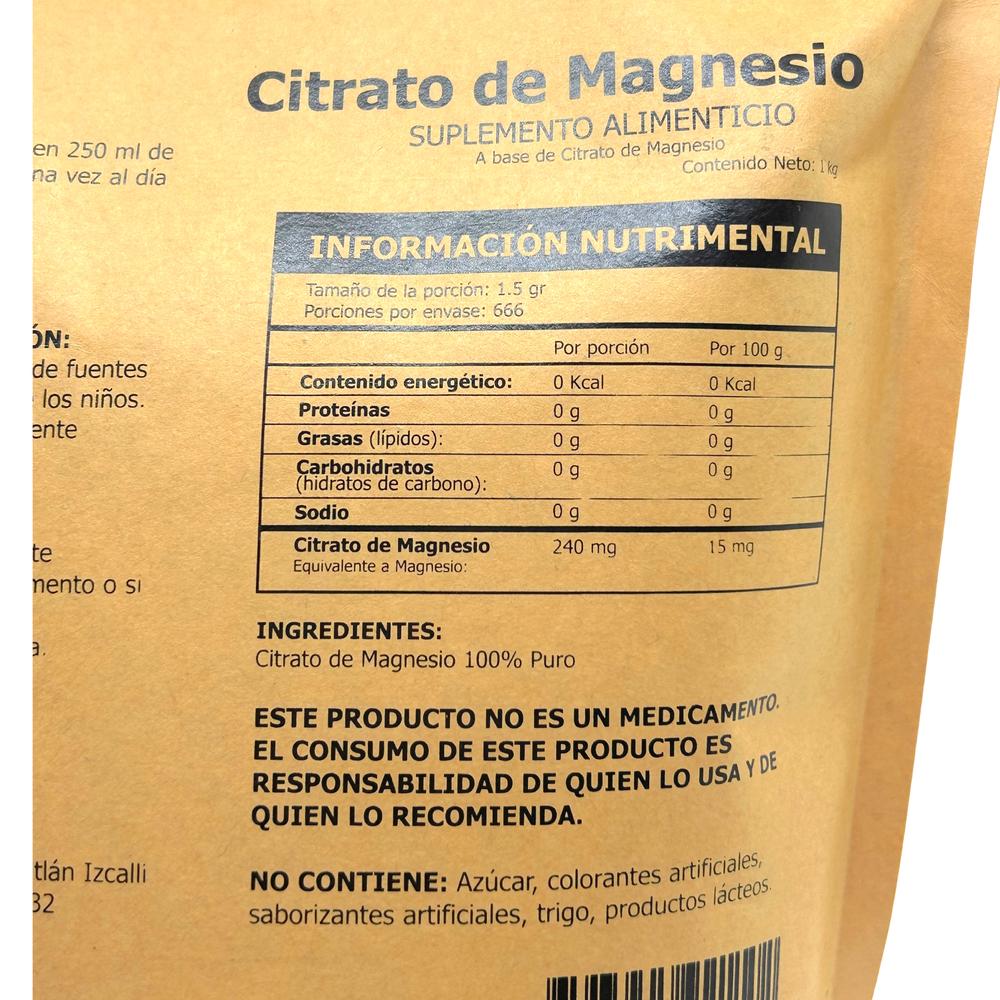 en 250 ml de
na vez al día
ÓN:
de fuentes
los niños.
ente
te
mento o si
a.
tlán Izcalli
32
Citrato de Magnesio
SUPLEMENTO ALIMENTICIO
A base de Citrato de Magnesio
Contenido Neto: 1 kg
INFORMACIÓN NUTRIMENTAL
Tamaño de la porción: 1.5 gr
Porciones por envase: 666
Por porción Por 100 g
Contenido energético: 0 Kcal 0 Kcal
Proteínas 0 g 0 g
Grasas (lípidos): 0 g 0 g
Carbohidratos 0 g 0 g
(hidratos de carbono):
Sodio 0 g 0 g
Citrato de Magnesio 240 mg 15 mg
Equivalente a Magnesio:
INGREDIENTES:
Citrato de Magnesio 100% Puro
ESTE PRODUCTO NO ES UN MEDICAMENTO.
EL CONSUMO DE ESTE PRODUCTO ES
RESPONSABILIDAD DE QUIEN LO USA Y DE
QUIEN LO RECOMIENDA.
NO CONTIENE: Azúcar, colorantes artificiales,
saborizantes artificiales, trigo, productos lácteos.